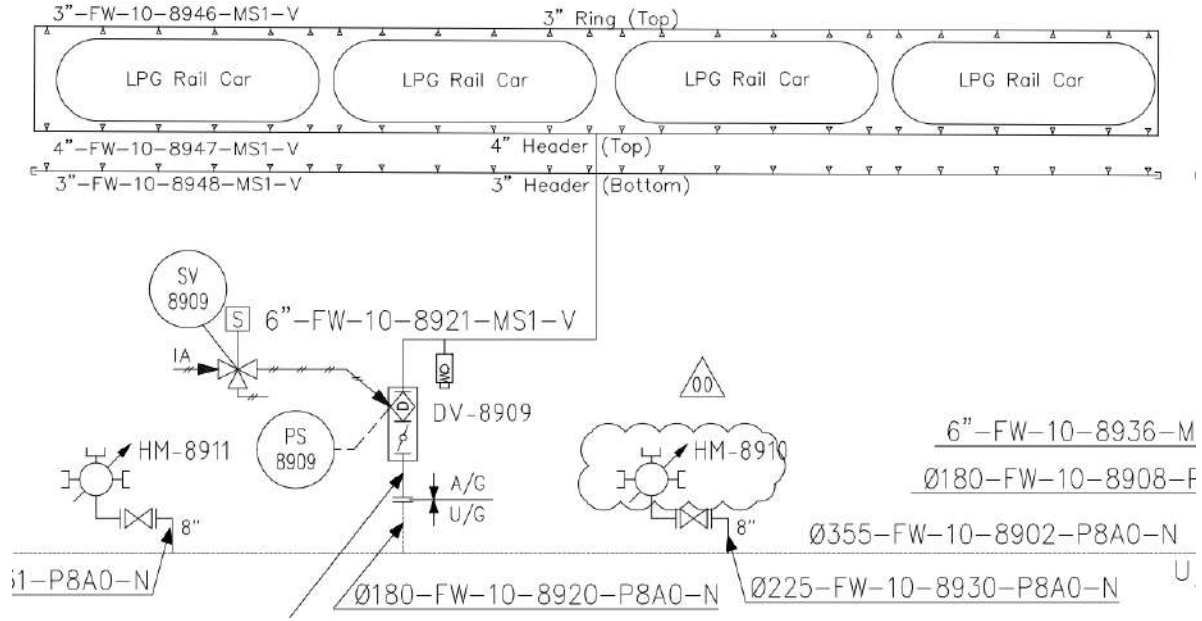 3"-FW-10-8946-MS1-V
3" Ring (Top)
LPG Rail Car
LPG Rail Car
LPG Rail Car
LPG Rail Car
4"-FW-10-8947-MS1-V
4" Header (Top)
3"-FW-10-8948-MS1-V
3" Header (Bottom)
SV
8909
S
6"-FW-10-8921-MS1-V
IA
WO
00
D
DV-8909
PS
8909
HM-8911
HM-8910
6"-FW-10-8936-M
A/G
U/G
Ø180-FW-10-8908-P
8"
8"
Ø355-FW-10-8902-P8A0-N
51-P8A0-N
Ø180-FW-10-8920-P8A0-N
Ø225-FW-10-8930-P8A0-N
U